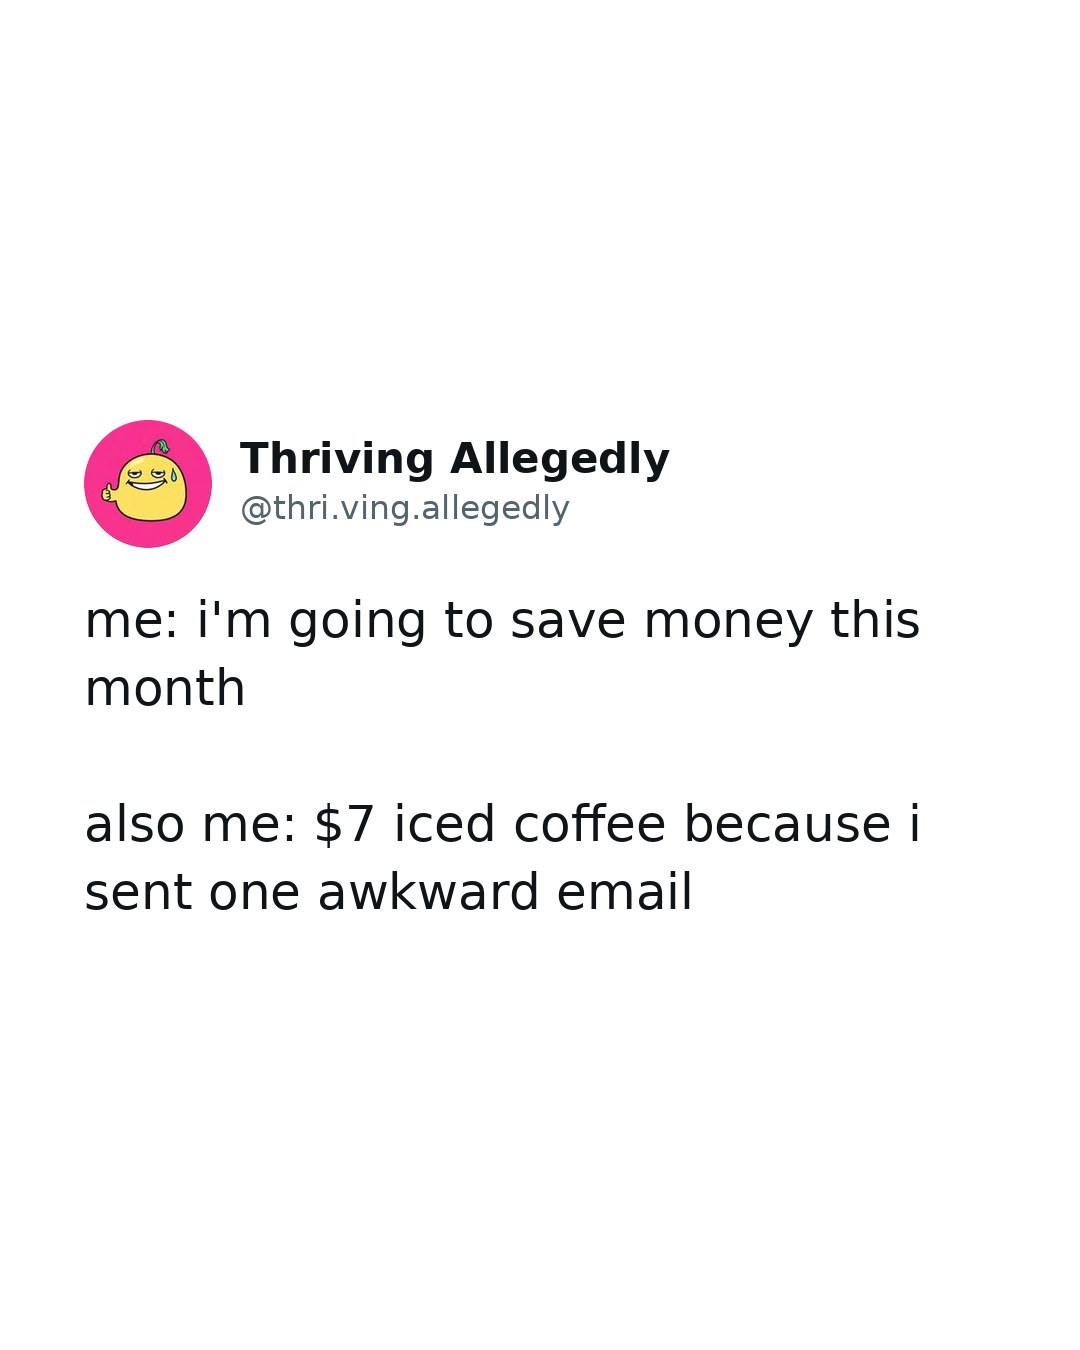 Thriving Allegedly
@thri.ving.allegedly
me: i'm going to save money this
month
also me: $7 iced coffee because i
sent one awkward email